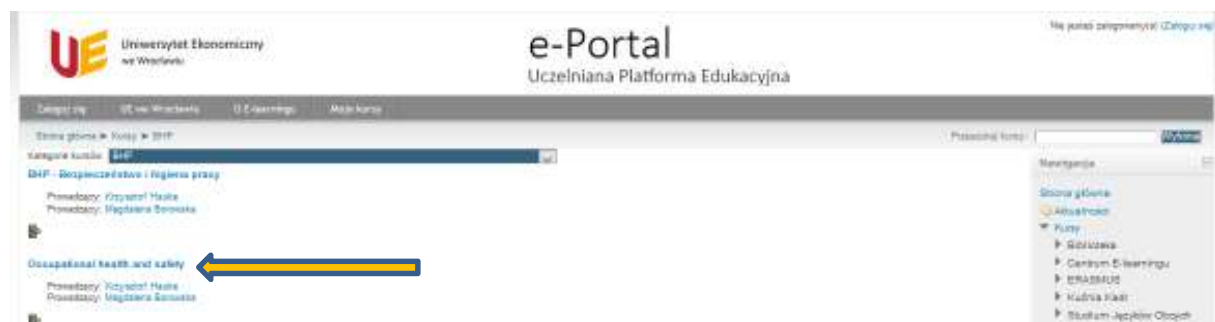 Uniwersytet Ekonomiczny
we Wrocławiu
e-Portal
Uczelniana Platforma Edukacyjna
Nie jesteś zalogowany(a) (Zaloguj się)
Zaloguj się UE we Wrocławiu O E-learningu Moje kursy
Strona główna ► Kursy ► BHP
Przeszukaj kursy:
Wykonaj
Kategorie kursów: BHP
BHP - Bezpieczeństwo i higiena pracy
Prowadzący: Krzysztof Hauke
Prowadzący: Magdalena Borowska
Occupational health and safety
Prowadzący: Krzysztof Hauke
Prowadzący: Magdalena Borowska
Nawigacja
Strona główna
Aktualności
Kursy
Biblioteka
Centrum E-learningu
ERASMUS
Kuźnia Kadr
Studium Języków Obcych